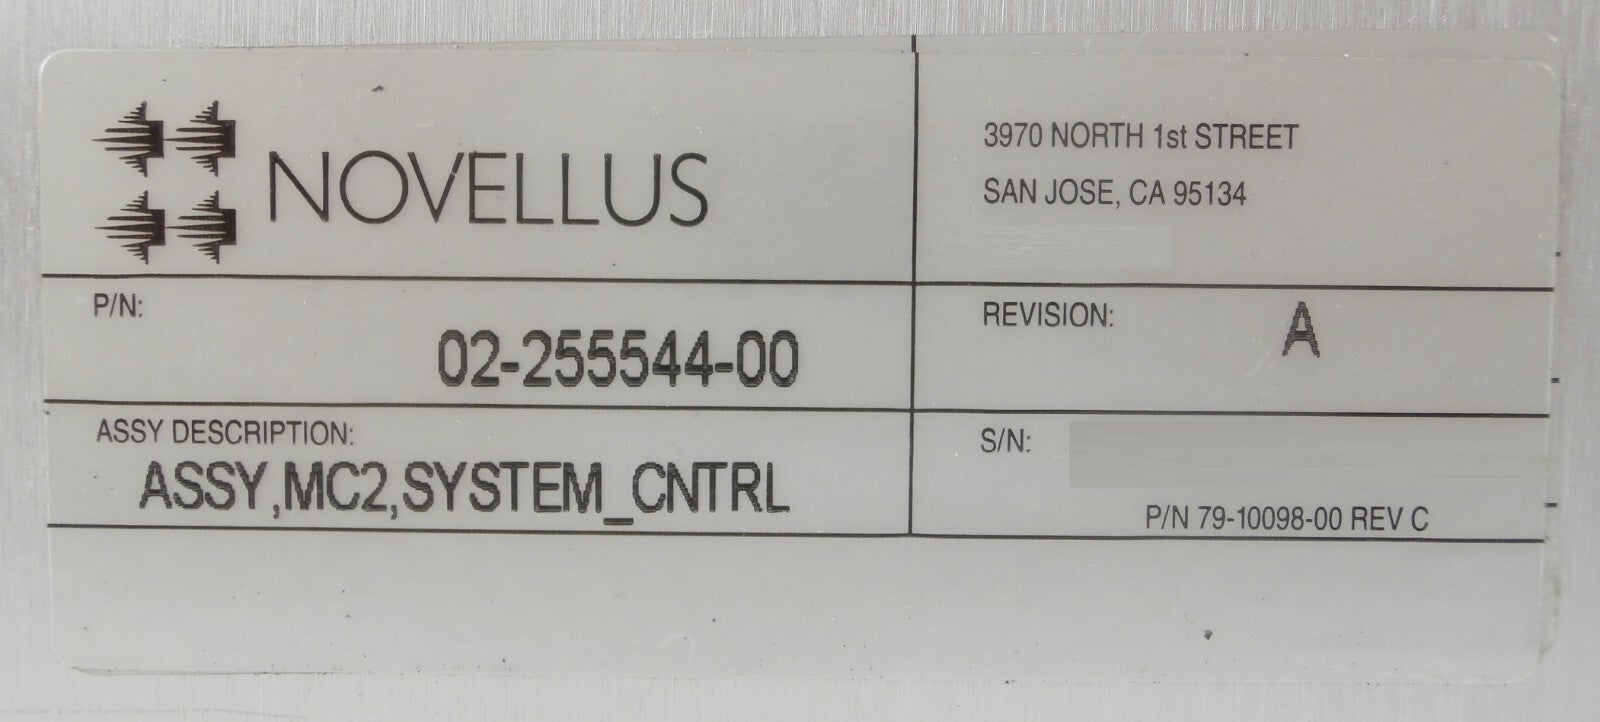 NOVELLUS
3970 NORTH 1st STREET
SAN JOSE, CA 95134
P/N:
02-255544-00
REVISION:
A
ASSY DESCRIPTION:
ASSY,MC2,SYSTEM_CNTRL
S/N:
P/N 79-10098-00 REV C